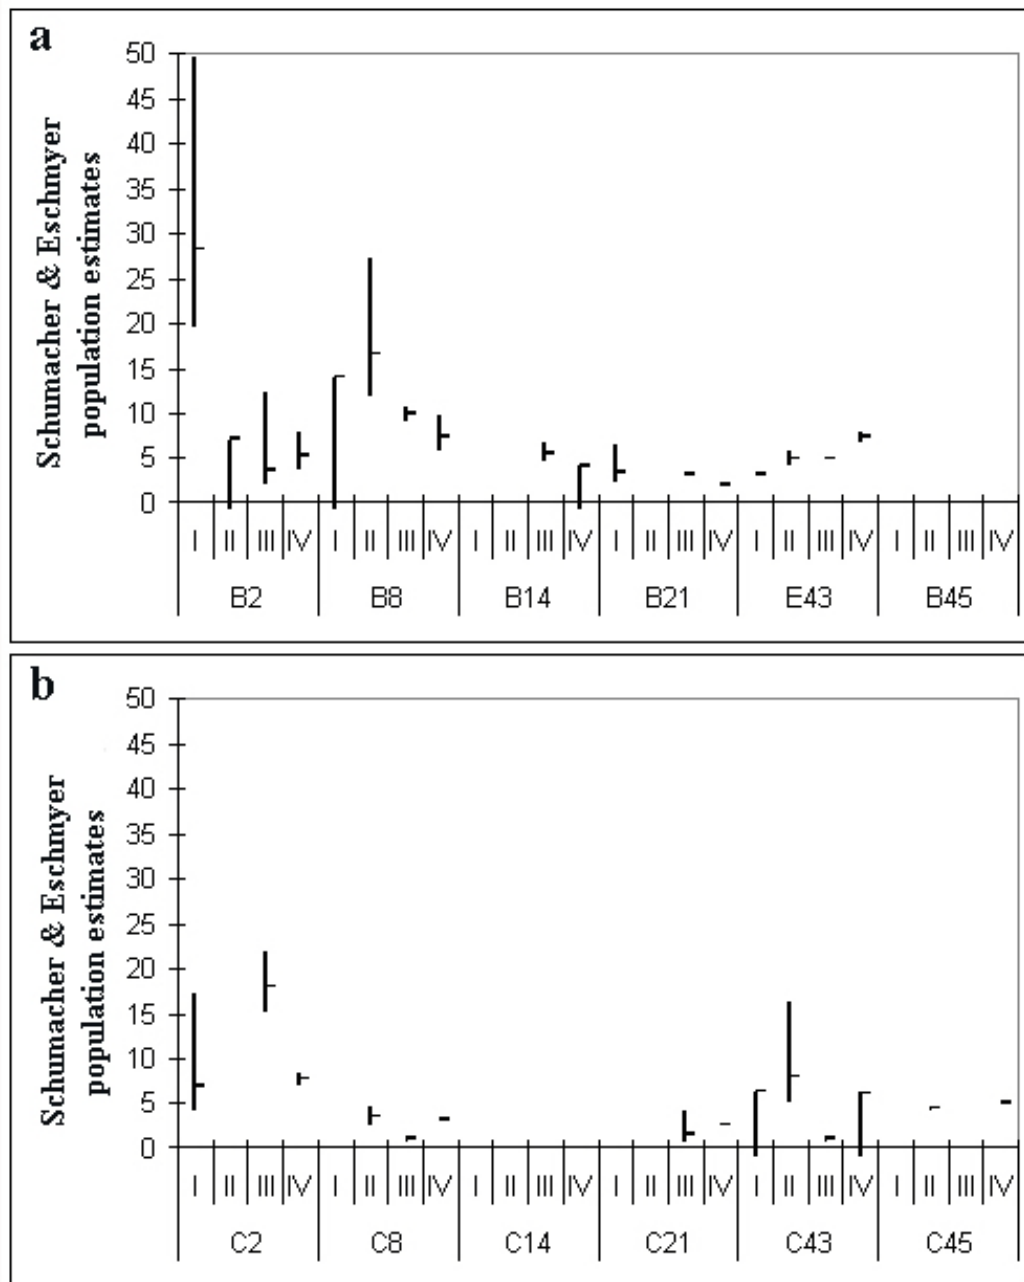 a
Schumacher & Eschmyer
population estimates
50
45
40
35
30
25
20
15
10
5
0
I II III IV I II III IV I II III IV I II III IV I II III IV I II III IV
B2 B8 B14 B21 E43 B45
b
Schumacher & Eschmyer
population estimates
50
45
40
35
30
25
20
15
10
5
0
I II III IV I II III IV I II III IV I II III IV I II III IV I II III IV
C2 C8 C14 C21 C43 C45